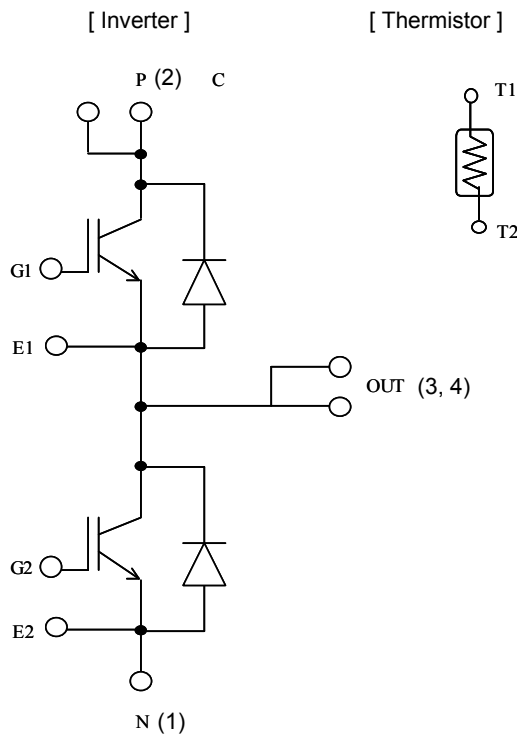 [ Inverter ]
[ Thermistor ]
P (2) C
T1
T2
G1
E1
OUT (3, 4)
G2
E2
N (1)